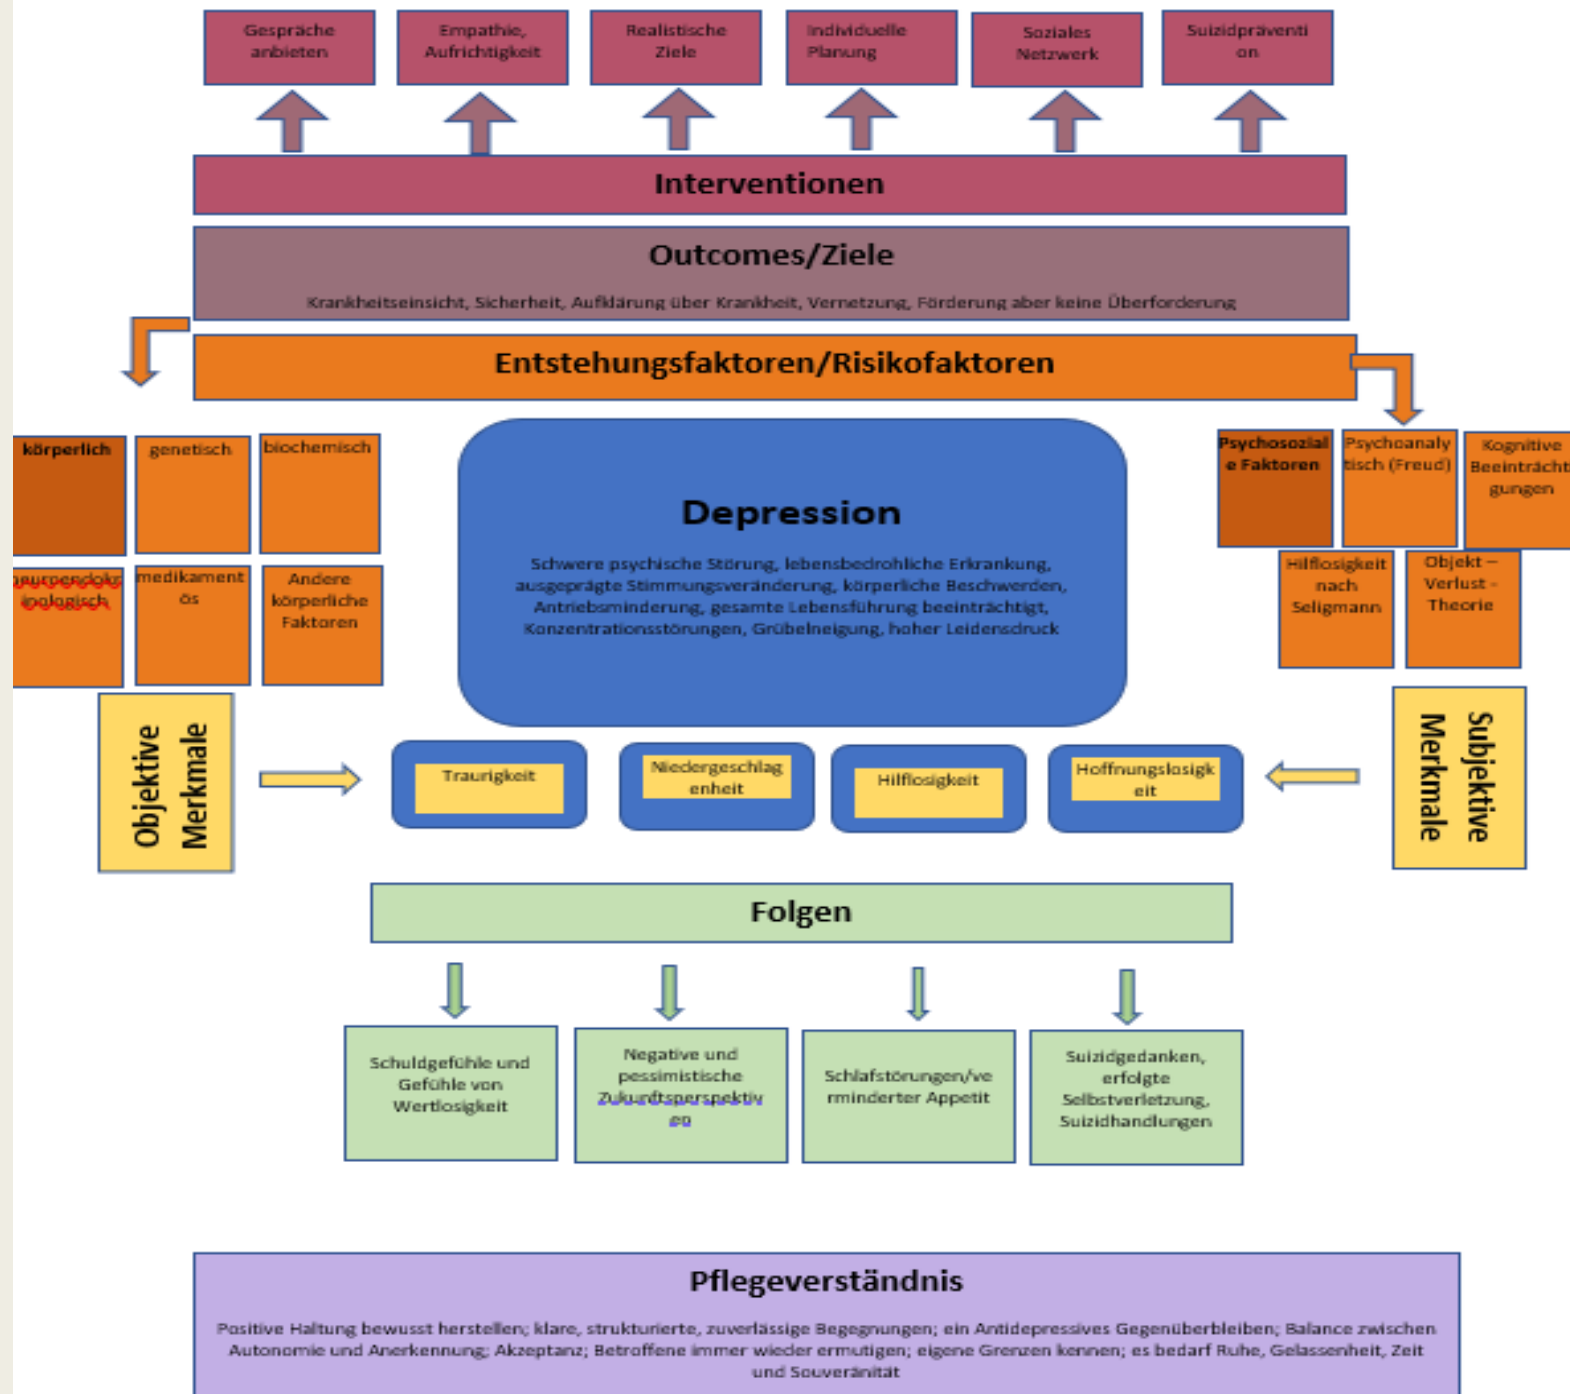 Gespräche
anbieten
Empathie,
Aufrichtigkeit
Realistische
Ziele
Individuelle
Planung
Soziales
Netzwerk
Suizidpräventi
on
Interventionen
Outcomes/Ziele
Krankheitseinsicht, Sicherheit, Aufklärung über Krankheit, Vernetzung, Förderung aber keine Überforderung
Entstehungsfaktoren/Risikofaktoren
körperlich
genetisch
biochemisch
neuroendokr
inologisch
medikament
ös
Andere
körperliche
Faktoren
Depression
Schwere psychische Störung, lebensbedrohliche Erkrankung,
ausgeprägte Stimmungsveränderung, körperliche Beschwerden,
Antriebsminderung, gesamte Lebensführung beeinträchtigt,
Konzentrationsstörungen, Grübelneigung, hoher Leidensdruck
Psychosozial
e Faktoren
Psychoanaly
tisch (Freud)
Kognitive
Beeinträchti
gungen
Hilflosigkeit
nach
Seligmann
Objekt –
Verlust -
Theorie
Objektive
Merkmale
Traurigkeit
Niedergeschlag
enheit
Hilflosigkeit
Hoffnungslosigk
eit
Subjektive
Merkmale
Folgen
Schuldgefühle und
Gefühle von
Wertlosigkeit
Negative und
pessimistische
Zukunftsperspektiv
en
Schlafstörungen/ve
rminderter Appetit
Suizidgedanken,
erfolgte
Selbstverletzung,
Suizidhandlungen
Pflegeverständnis
Positive Haltung bewusst herstellen; klare, strukturierte, zuverlässige Begegnungen; ein Antidepressives Gegenüberbleiben; Balance zwischen
Autonomie und Anerkennung; Akzeptanz; Betroffene immer wieder ermutigen; eigene Grenzen kennen; es bedarf Ruhe, Gelassenheit, Zeit
und Souveränität